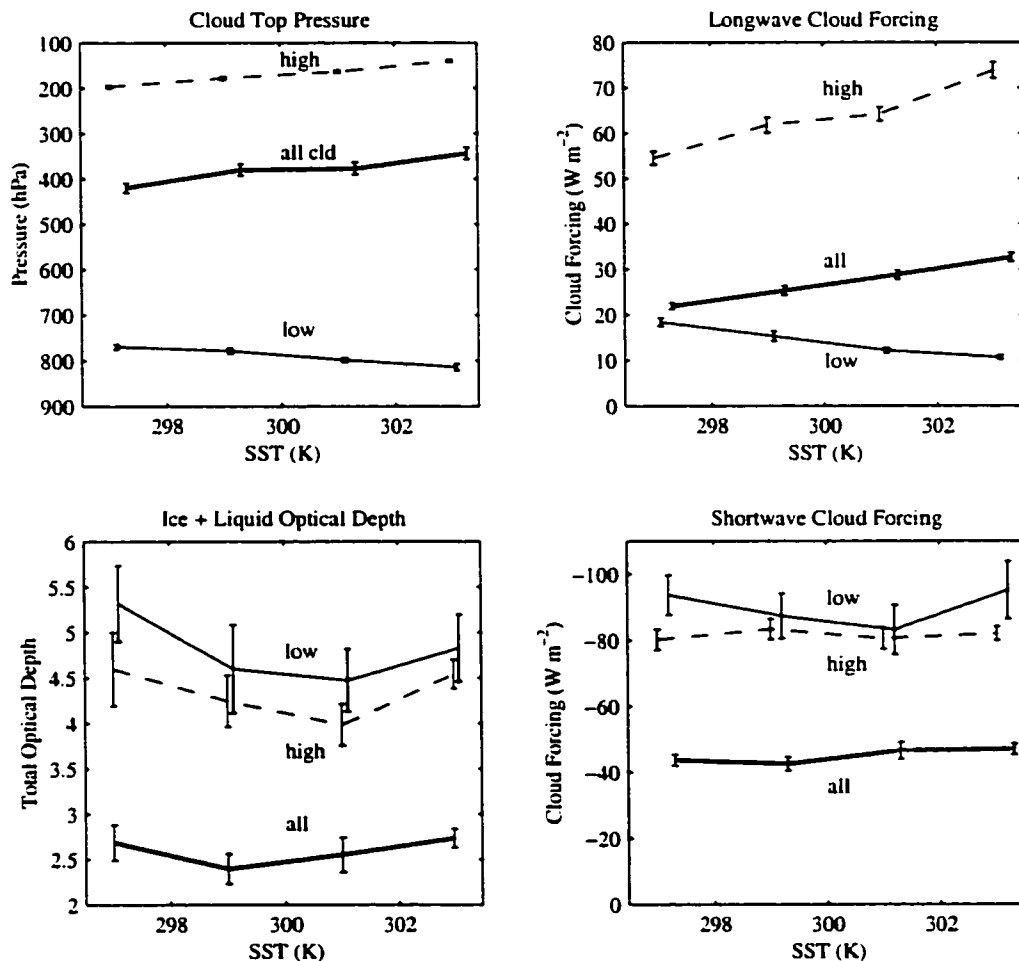 Cloud Top Pressure
100
200
300
400
500
600
700
800
900
Pressure (hPa)
high
all cld
low
298
300
302
SST (K)
Longwave Cloud Forcing
80
70
60
50
40
30
20
10
0
Cloud Forcing (W m⁻²)
high
all
low
298
300
302
SST (K)
Ice + Liquid Optical Depth
6
5.5
5
4.5
4
3.5
3
2.5
2
Total Optical Depth
low
high
all
298
300
302
SST (K)
Shortwave Cloud Forcing
-100
-80
-60
-40
-20
0
Cloud Forcing (W m⁻²)
low
high
all
298
300
302
SST (K)